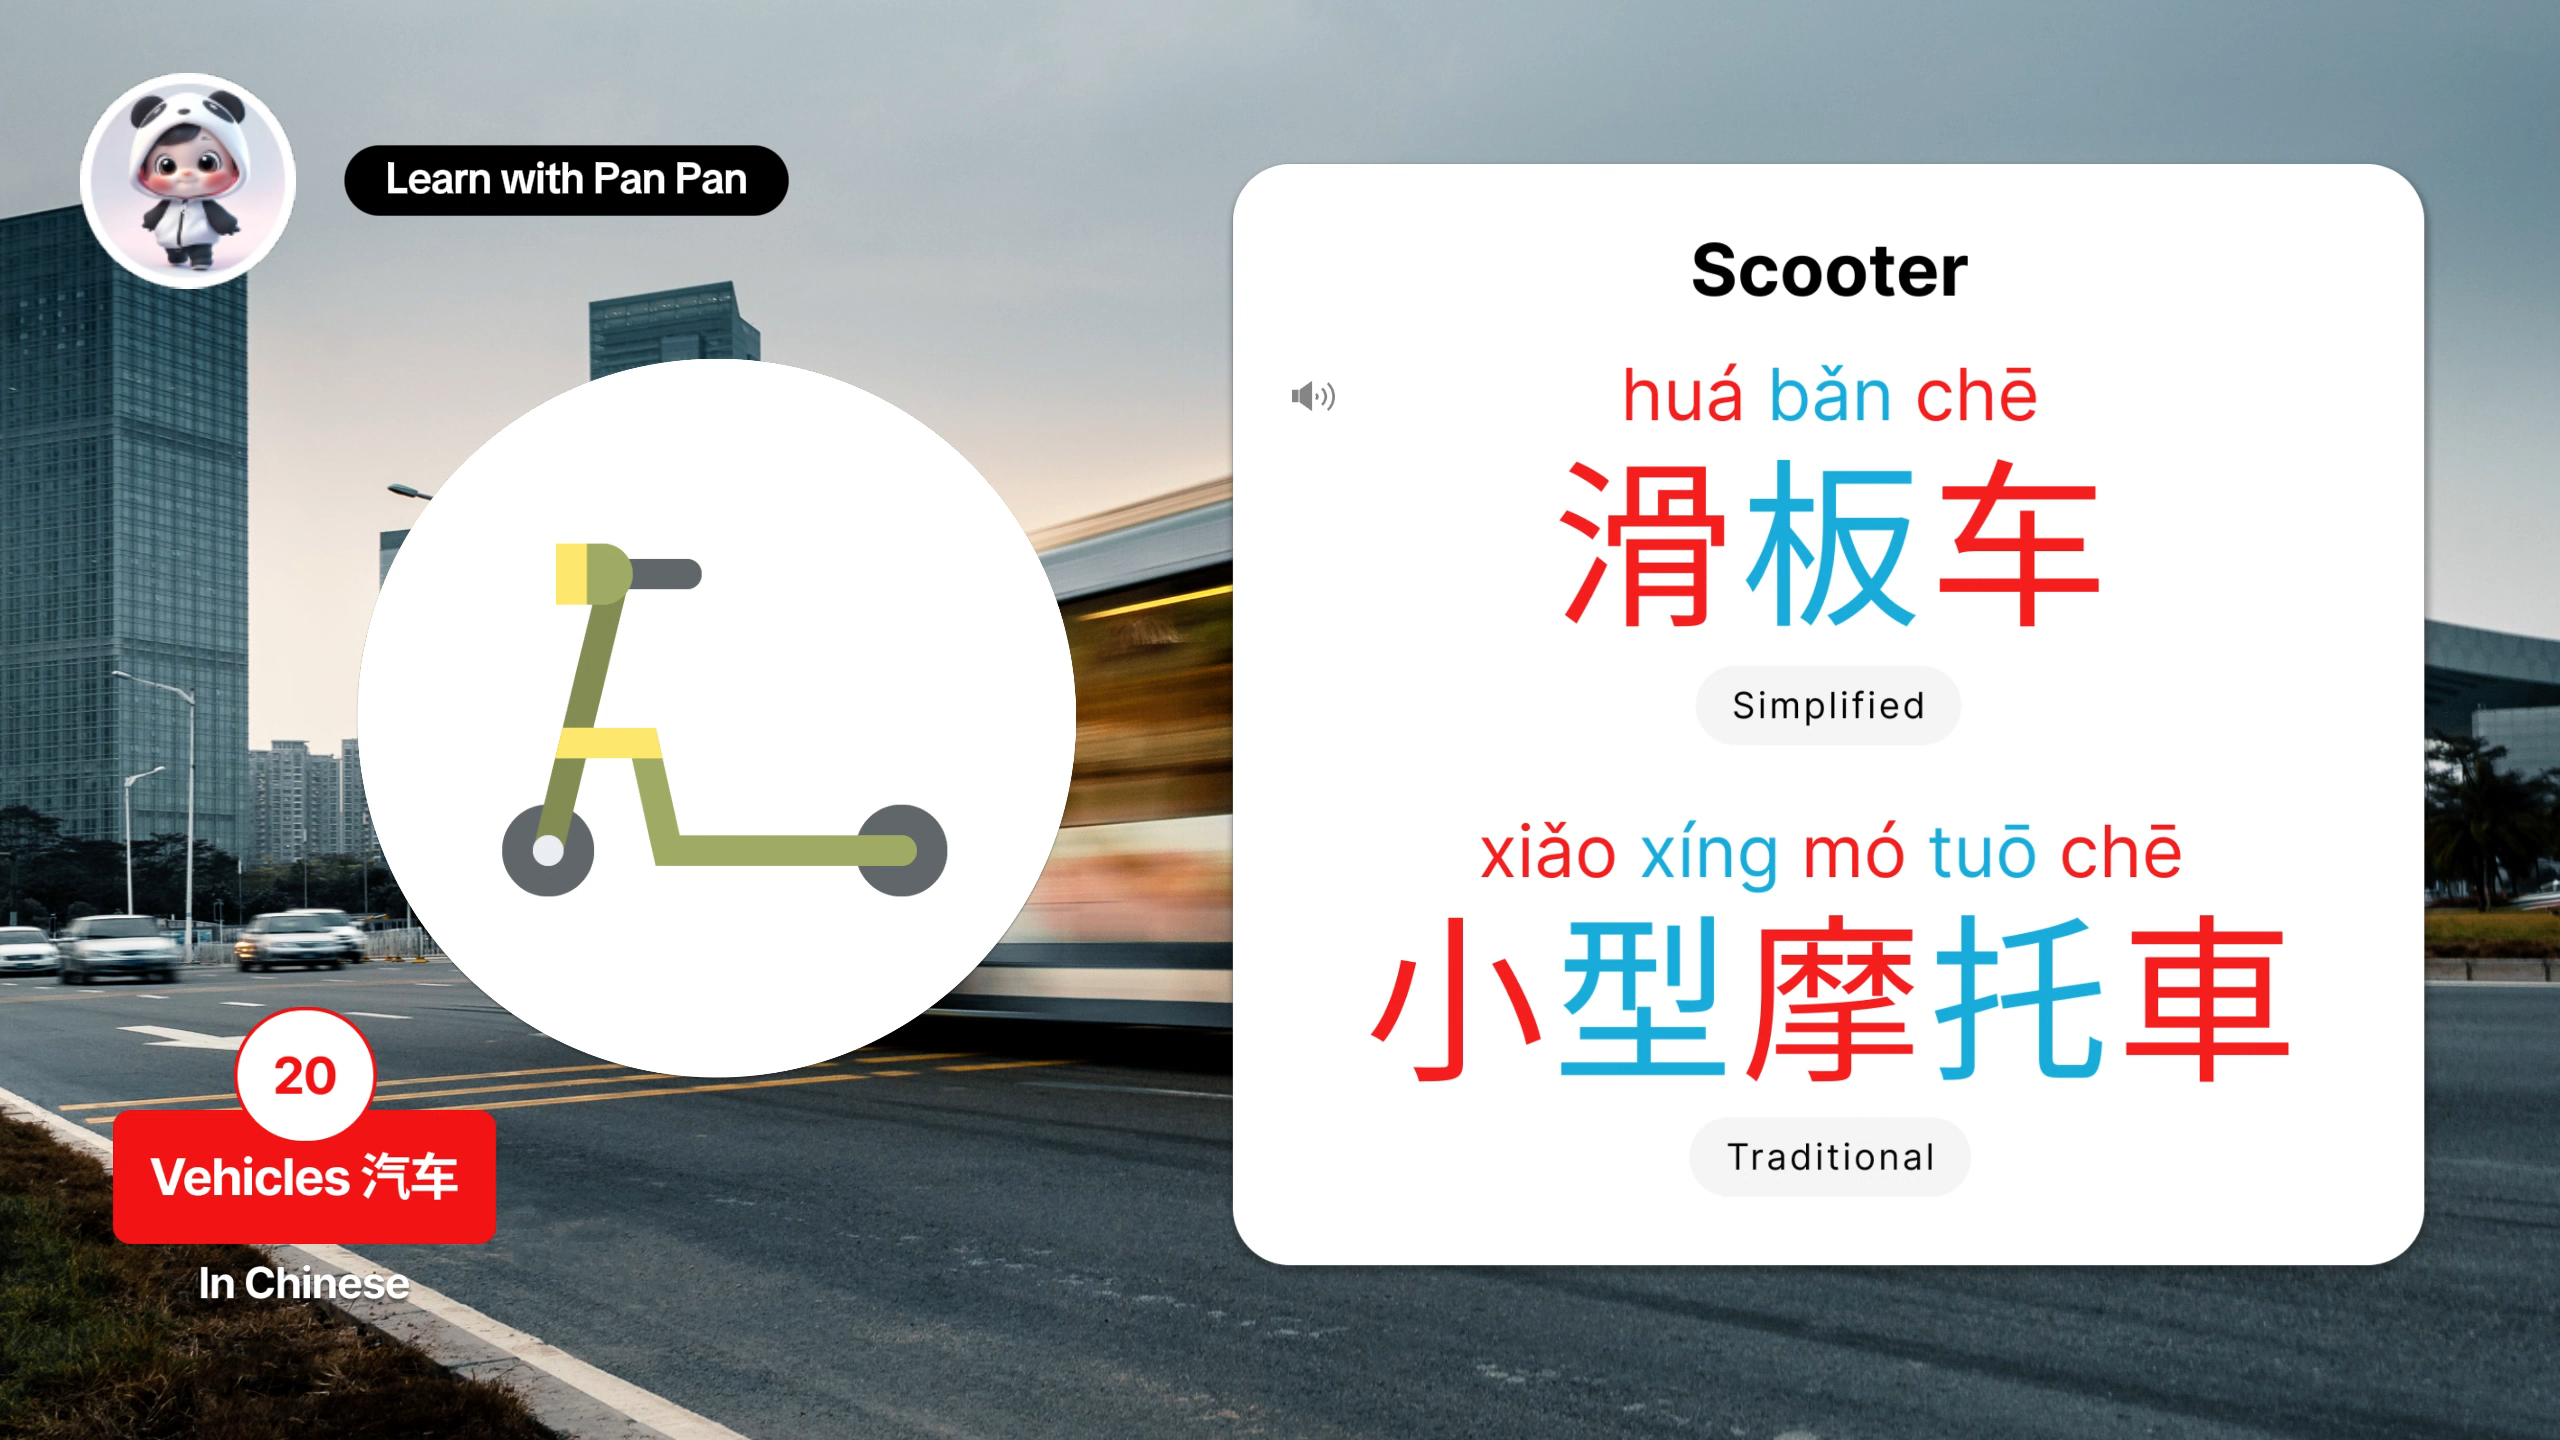 Learn with Pan Pan
Scooter
huá bǎn chē
滑板车
Simplified
xiǎo xíng mó tuō chē
小型摩托車
Traditional
20
Vehicles 汽车
In Chinese